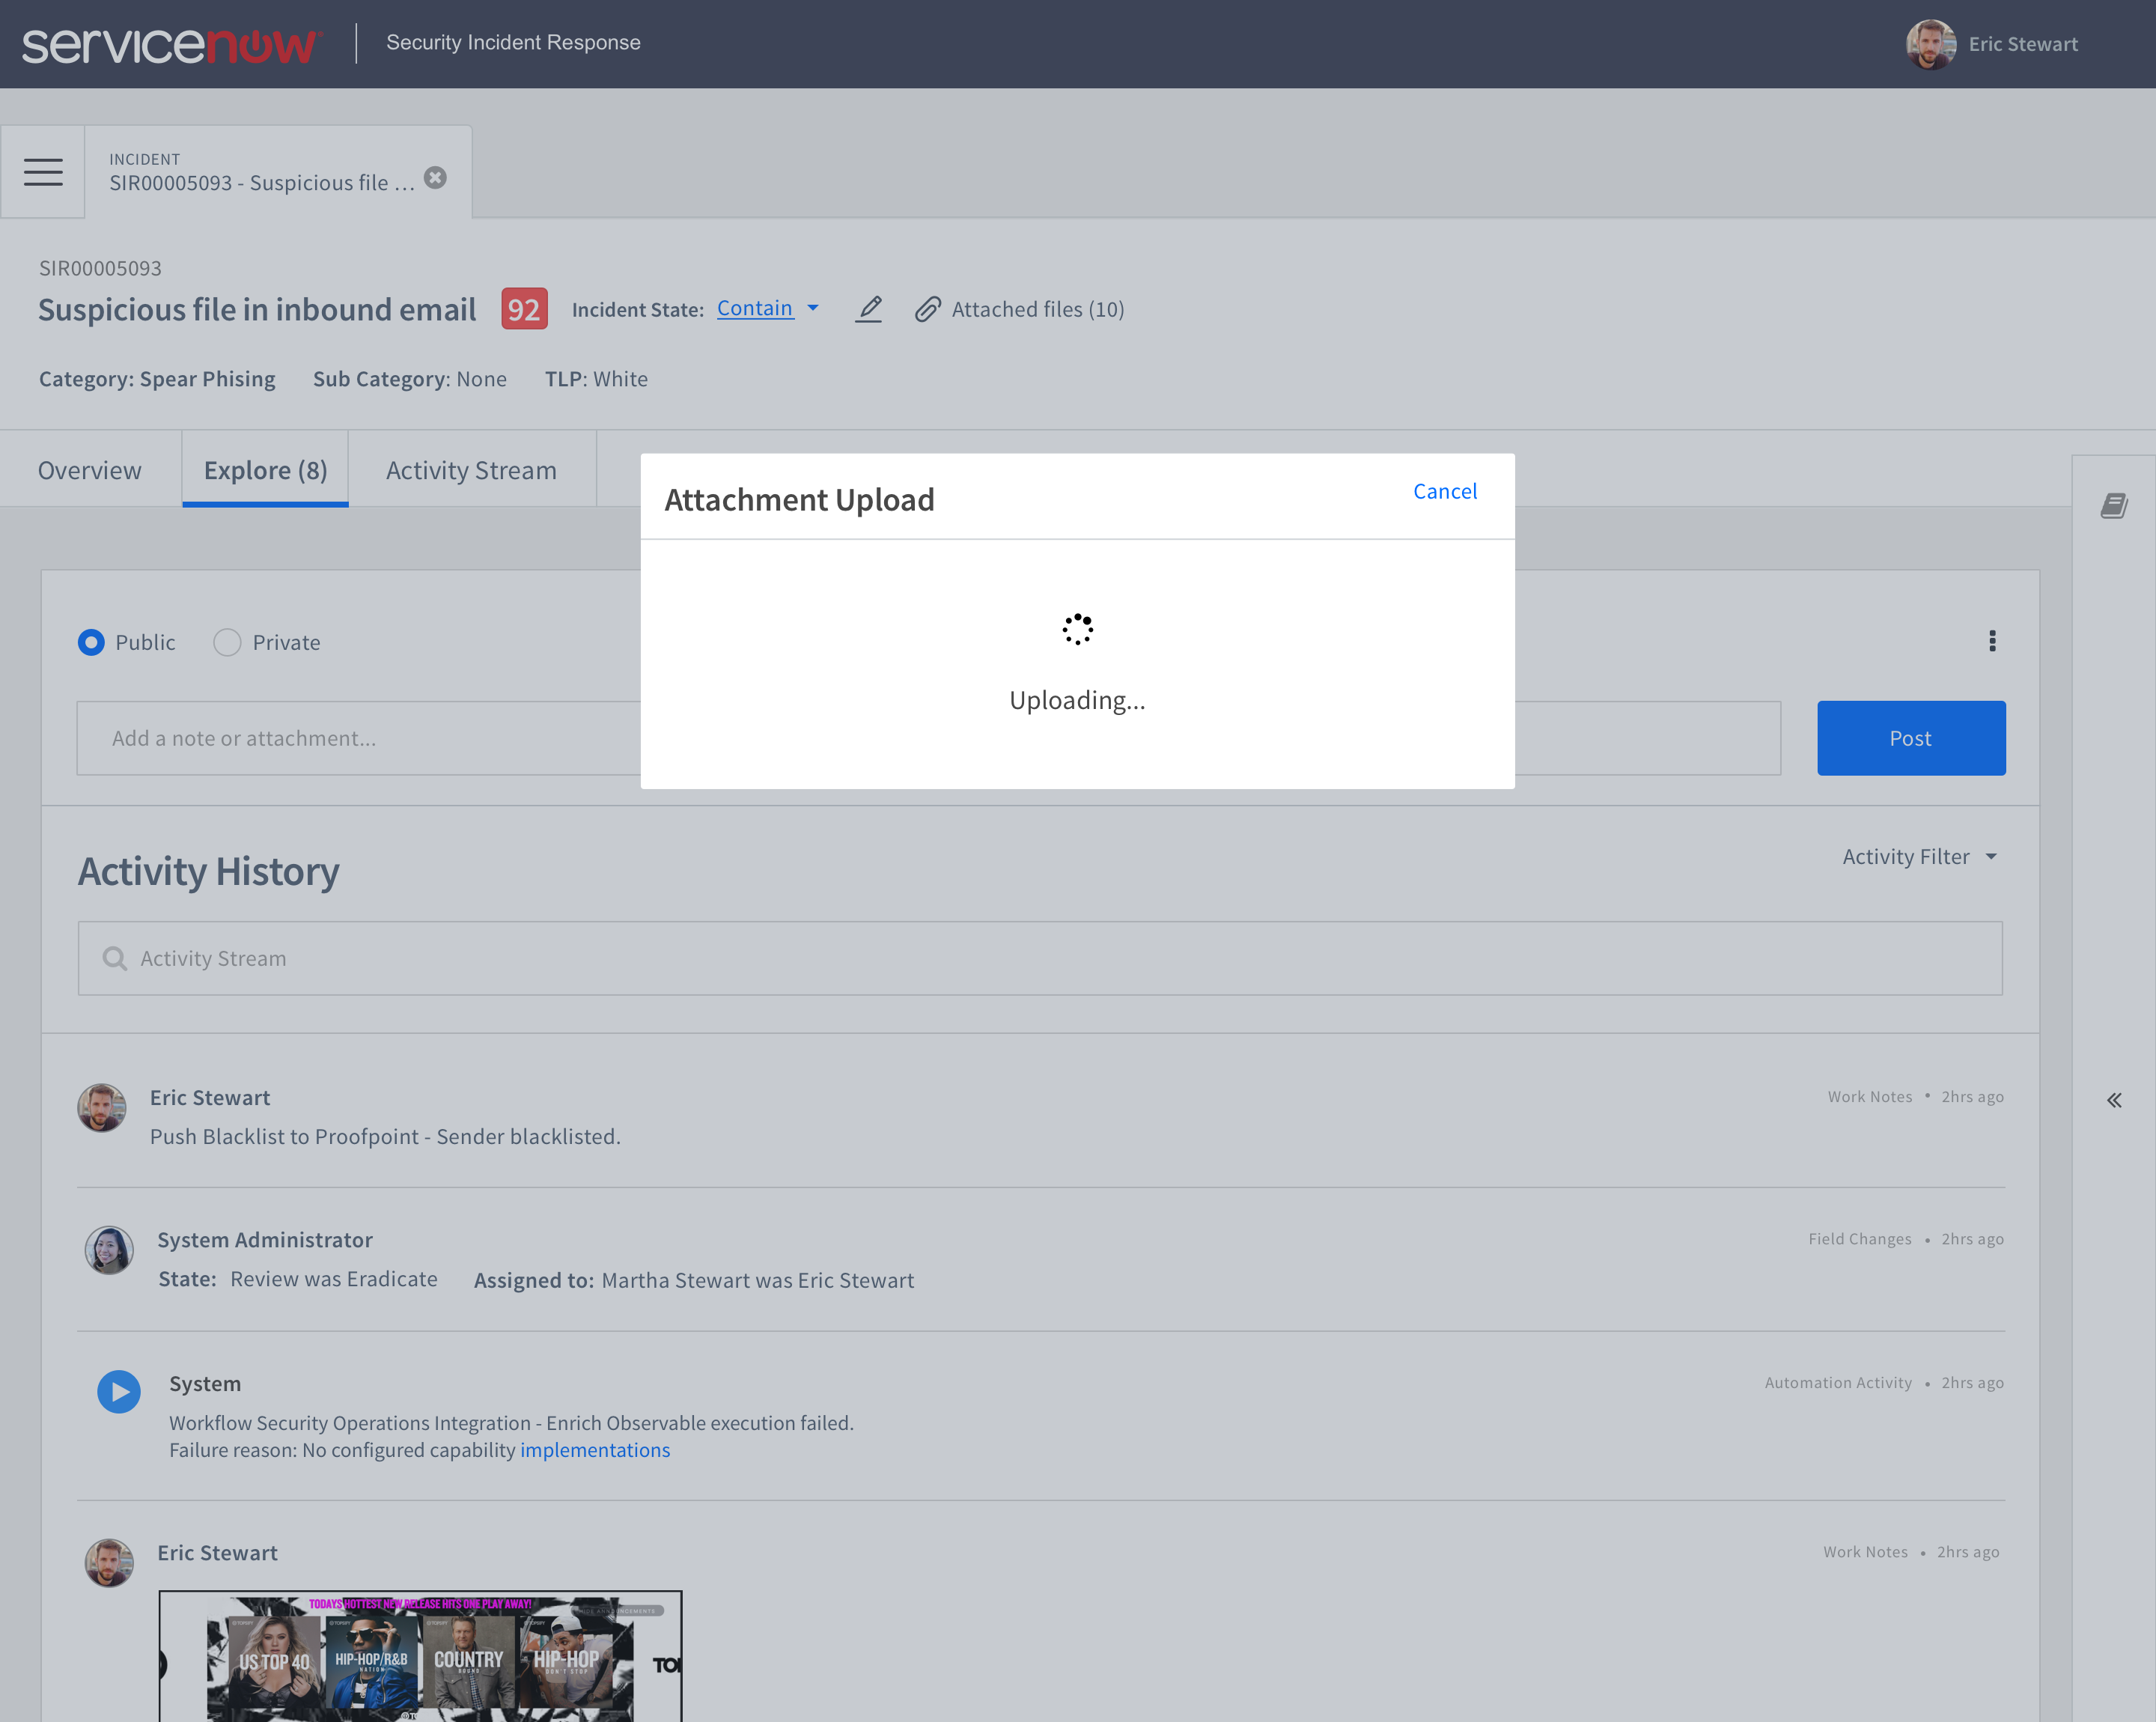 servicenow
Security Incident Response
Eric Stewart
INCIDENT
SIR00005093 - Suspicious file ...
SIR00005093
Suspicious file in inbound email
92
Incident State: Contain
Attached files (10)
Category: Spear Phising
Sub Category: None
TLP: White
Overview
Explore (8)
Activity Stream
Attachment Upload
Cancel
Uploading...
Public
Private
Add a note or attachment...
Post
Activity History
Activity Filter
Activity Stream
Eric Stewart
Work Notes • 2hrs ago
Push Blacklist to Proofpoint - Sender blacklisted.
System Administrator
Field Changes • 2hrs ago
State: Review was Eradicate
Assigned to: Martha Stewart was Eric Stewart
System
Automation Activity • 2hrs ago
Workflow Security Operations Integration - Enrich Observable execution failed.
Failure reason: No configured capability implementations
Eric Stewart
Work Notes • 2hrs ago
TODAYS HOTTEST NEW RELEASE HITS ONE PLAY AWAY!
US TOP 40
HIP-HOP/R&B
NATION
COUNTRY
HIP-HOP
DON'T STOP